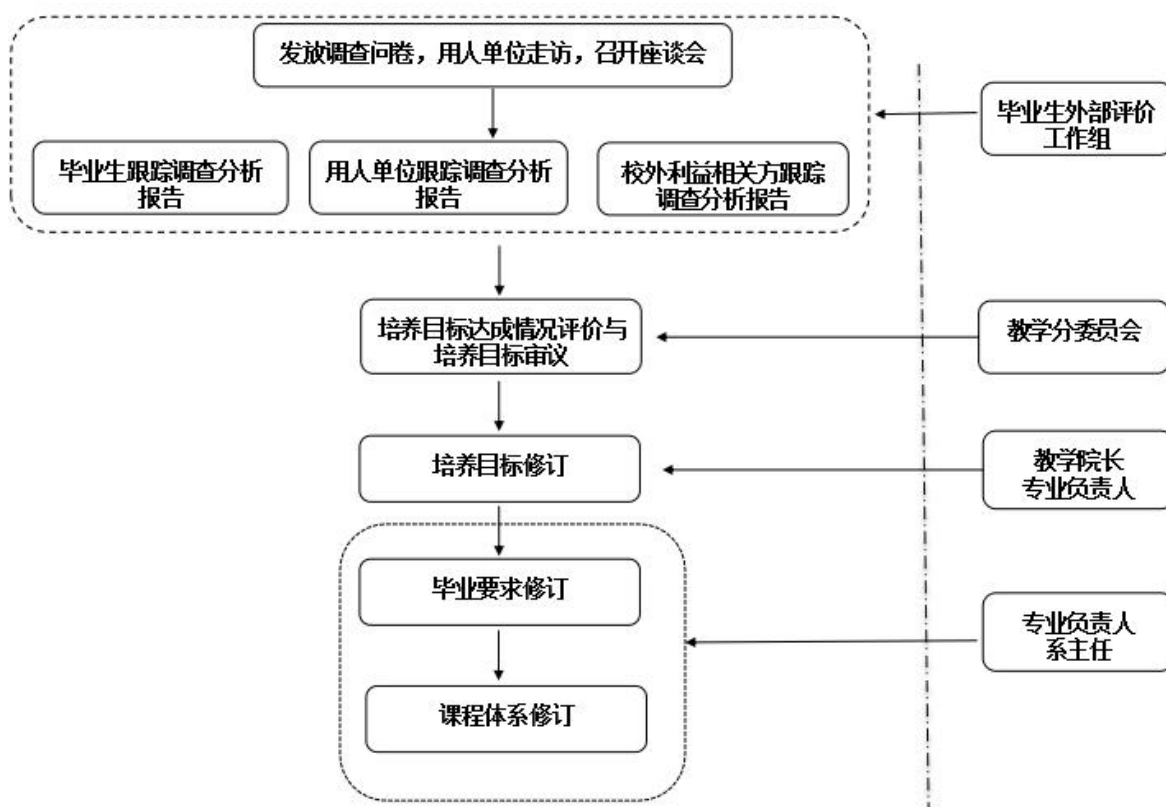 发放调查问卷，用人单位走访，召开座谈会
毕业生外部评价
工作组
毕业生跟踪调查分析
报告
用人单位跟踪调查分析
报告
校外利益相关方跟踪
调查分析报告
培养目标达成情况评价与
培养目标审议
教学分委员会
培养目标修订
教学院长
专业负责人
毕业要求修订
专业负责人
系主任
课程体系修订